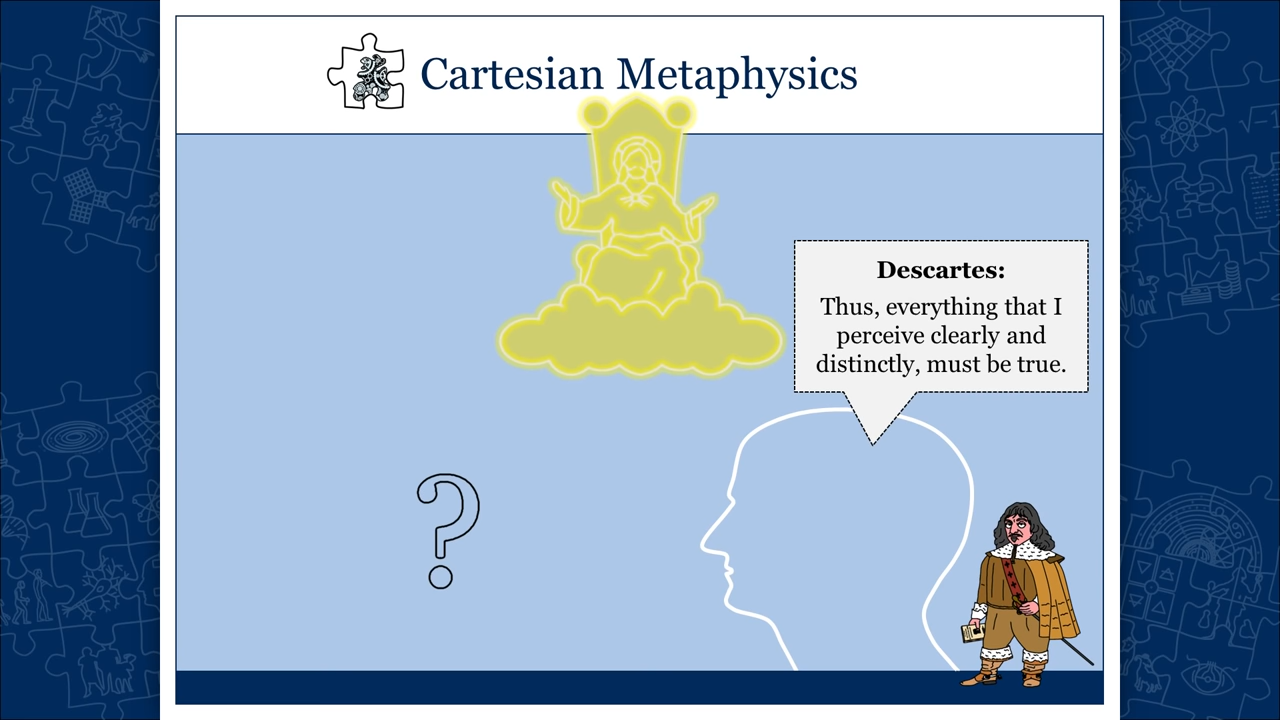 Cartesian Metaphysics
Descartes:
Thus, everything that I
perceive clearly and
distinctly, must be true.
?